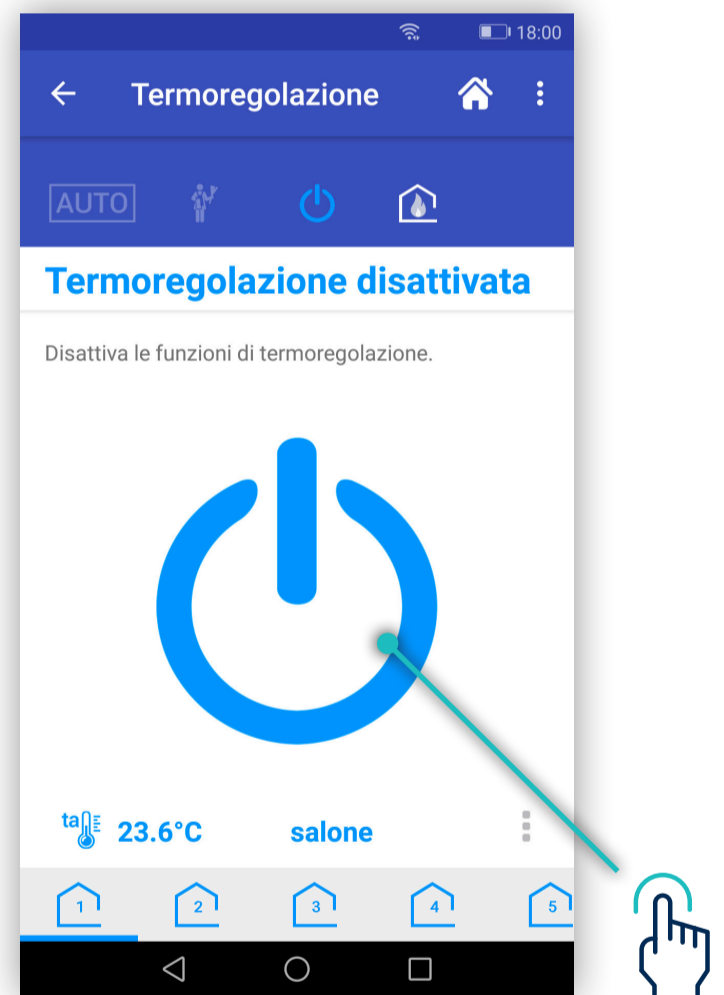 18:00
Termoregolazione
AUTO
Termoregolazione disattivata
Disattiva le funzioni di termoregolazione.
ta 23.6°C salone
1 2 3 4 5